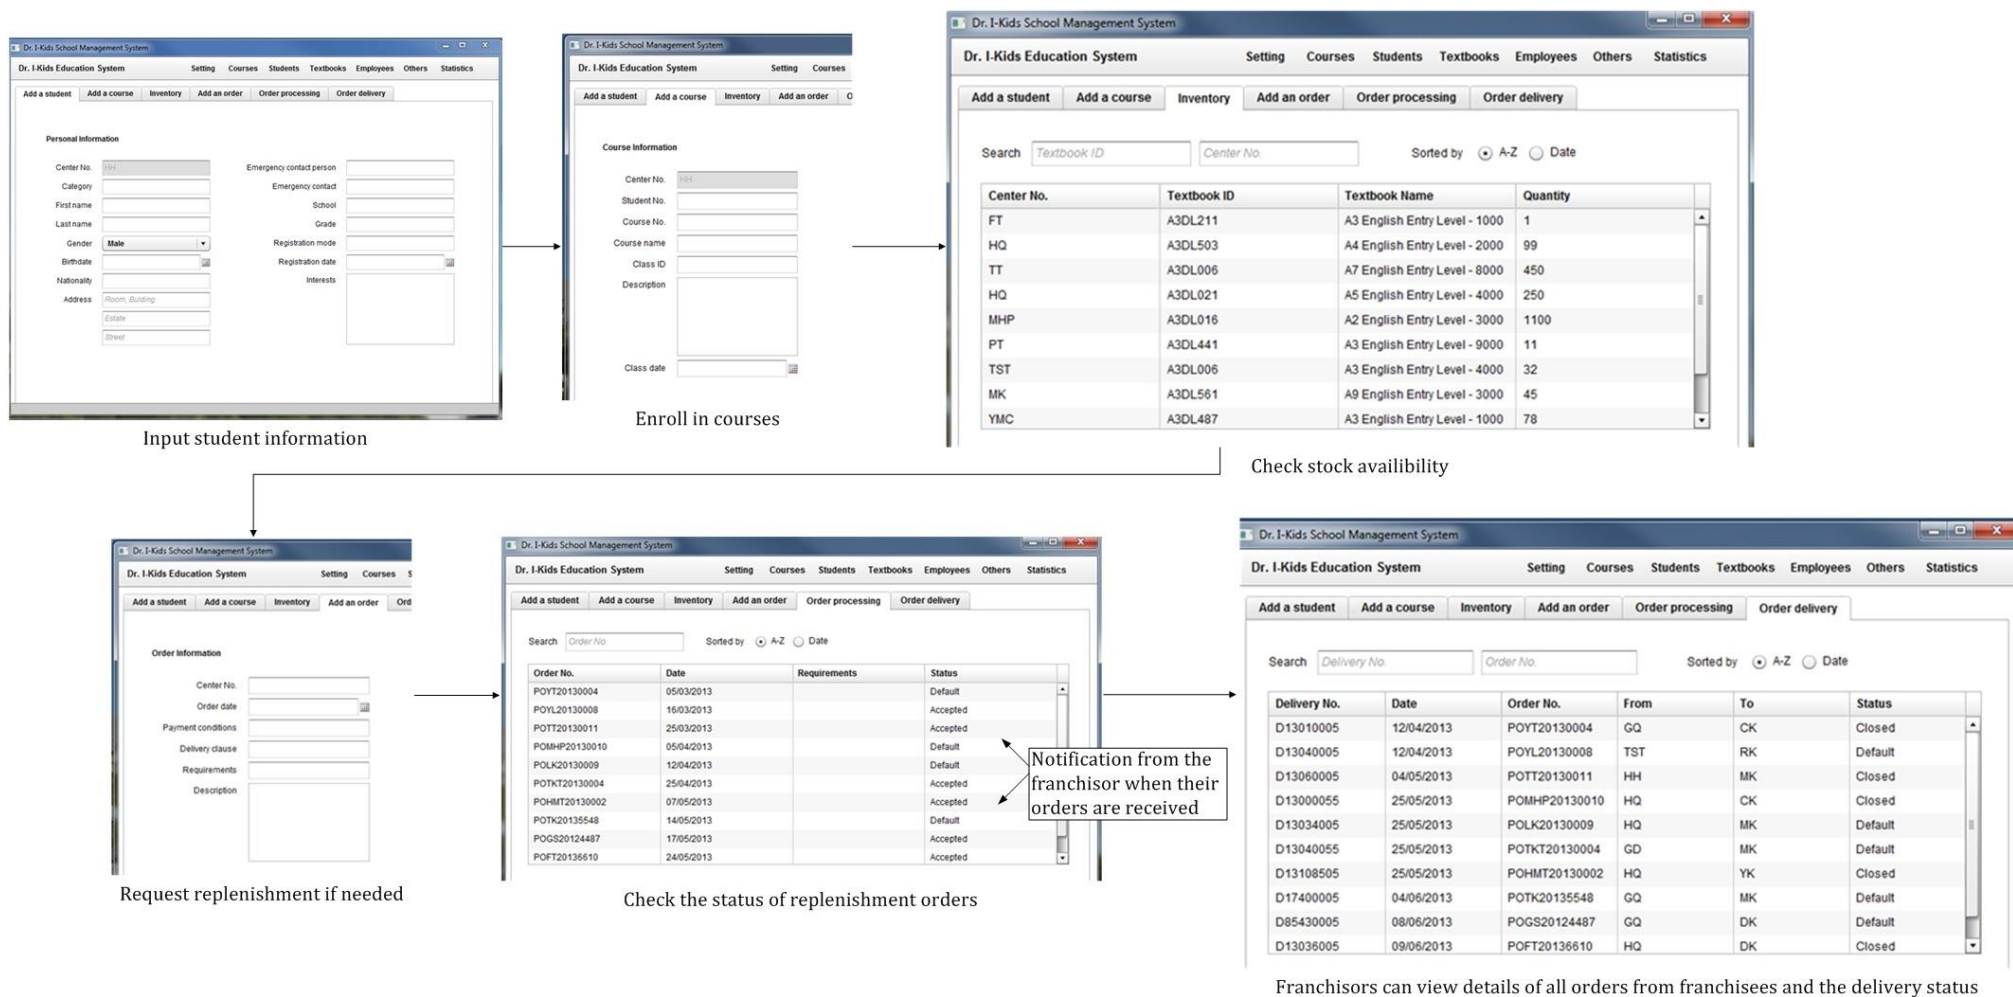 Dr. I-Kids School Management System
Dr. I-Kids Education System Setting Courses Students Textbooks Employees Others Statistics
Add a student Add a course Inventory Add an order Order processing Order delivery
Personal Information
Center No. HH Emergency contact person
Category Emergency contact
First name School
Last name Grade
Gender Male Registration mode
Birthdate Registration date
Nationality Interests
Address Room, Bulding
Estate
Street
Input student information
Dr. I-Kids School Management System
Dr. I-Kids Education System Setting Courses
Add a student Add a course Inventory Add an order O
Course Information
Center No. HH
Student No.
Course No.
Course name
Class ID
Description
Class date
Enroll in courses
Dr. I-Kids School Management System
Dr. I-Kids Education System Setting Courses Students Textbooks Employees Others Statistics
Add a student Add a course Inventory Add an order Order processing Order delivery
Search Textbook ID Center No. Sorted by A-Z Date
Center No. Textbook ID Textbook Name Quantity
FT A3DL211 A3 English Entry Level - 1000 1
HQ A3DL503 A4 English Entry Level - 2000 99
TT A3DL006 A7 English Entry Level - 8000 450
HQ A3DL021 A5 English Entry Level - 4000 250
MHP A3DL016 A2 English Entry Level - 3000 1100
PT A3DL441 A3 English Entry Level - 9000 11
TST A3DL006 A3 English Entry Level - 4000 32
MK A3DL561 A9 English Entry Level - 3000 45
YMC A3DL487 A3 English Entry Level - 1000 78
Check stock availibility
Dr. I-Kids School Management System
Dr. I-Kids Education System Setting Courses S
Add a student Add a course Inventory Add an order Ord
Order Information
Center No.
Order date
Payment conditions
Delivery clause
Requirements
Description
Request replenishment if needed
Dr. I-Kids School Management System
Dr. I-Kids Education System Setting Courses Students Textbooks Employees Others Statistics
Add a student Add a course Inventory Add an order Order processing Order delivery
Search Order No. Sorted by A-Z Date
Order No. Date Requirements Status
POYT20130004 05/03/2013 Default
POYL20130008 16/03/2013 Accepted
POTT20130011 25/03/2013 Accepted
POMHP20130010 05/04/2013 Default
POLK20130009 12/04/2013 Default
POTKT20130004 25/04/2013 Accepted
POHMT20130002 07/05/2013 Accepted
POTK20135548 14/05/2013 Default
POGS20124487 17/05/2013 Accepted
POFT20136610 24/05/2013 Accepted
Notification from the
franchisor when their
orders are received
Check the status of replenishment orders
Dr. I-Kids School Management System
Dr. I-Kids Education System Setting Courses Students Textbooks Employees Others Statistics
Add a student Add a course Inventory Add an order Order processing Order delivery
Search Delivery No. Order No. Sorted by A-Z Date
Delivery No. Date Order No. From To Status
D13010005 12/04/2013 POYT20130004 GQ CK Closed
D13040005 12/04/2013 POYL20130008 TST RK Default
D13060005 04/05/2013 POTT20130011 HH MK Closed
D13000055 25/05/2013 POMHP20130010 HQ CK Closed
D13034005 25/05/2013 POLK20130009 HQ MK Default
D13040055 25/05/2013 POTKT20130004 GD MK Default
D13108505 25/05/2013 POHMT20130002 HQ YK Closed
D17400005 04/06/2013 POTK20135548 GQ MK Default
D85430005 08/06/2013 POGS20124487 GQ DK Default
D13036005 09/06/2013 POFT20136610 HQ DK Closed
Franchisors can view details of all orders from franchisees and the delivery status